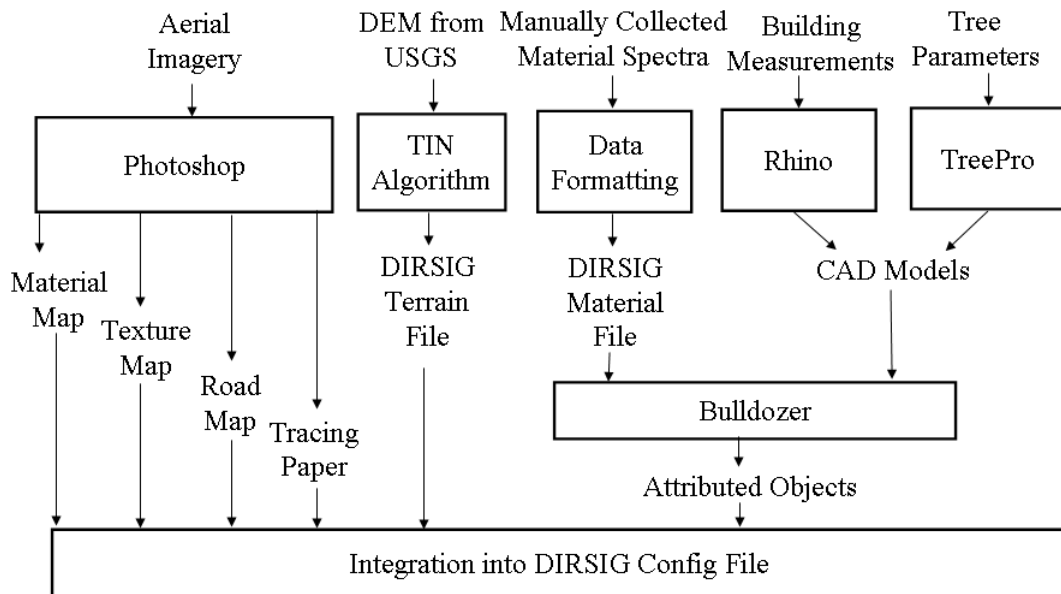 Aerial
Imagery
DEM from
USGS
Manually Collected
Material Spectra
Building
Measurements
Tree
Parameters
Photoshop
TIN
Algorithm
Data
Formatting
Rhino
TreePro
Material
Map
Texture
Map
Road
Map
Tracing
Paper
DIRSIG
Terrain
File
DIRSIG
Material
File
CAD Models
Bulldozer
Attributed Objects
Integration into DIRSIG Config File